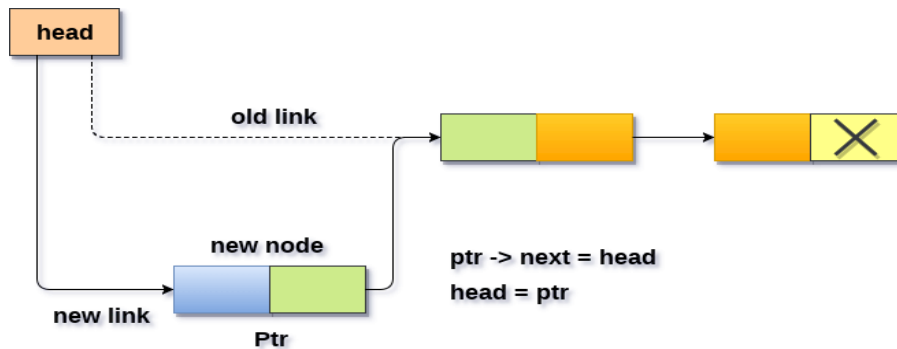 head
old link
new node
ptr -> next = head
head = ptr
new link
Ptr